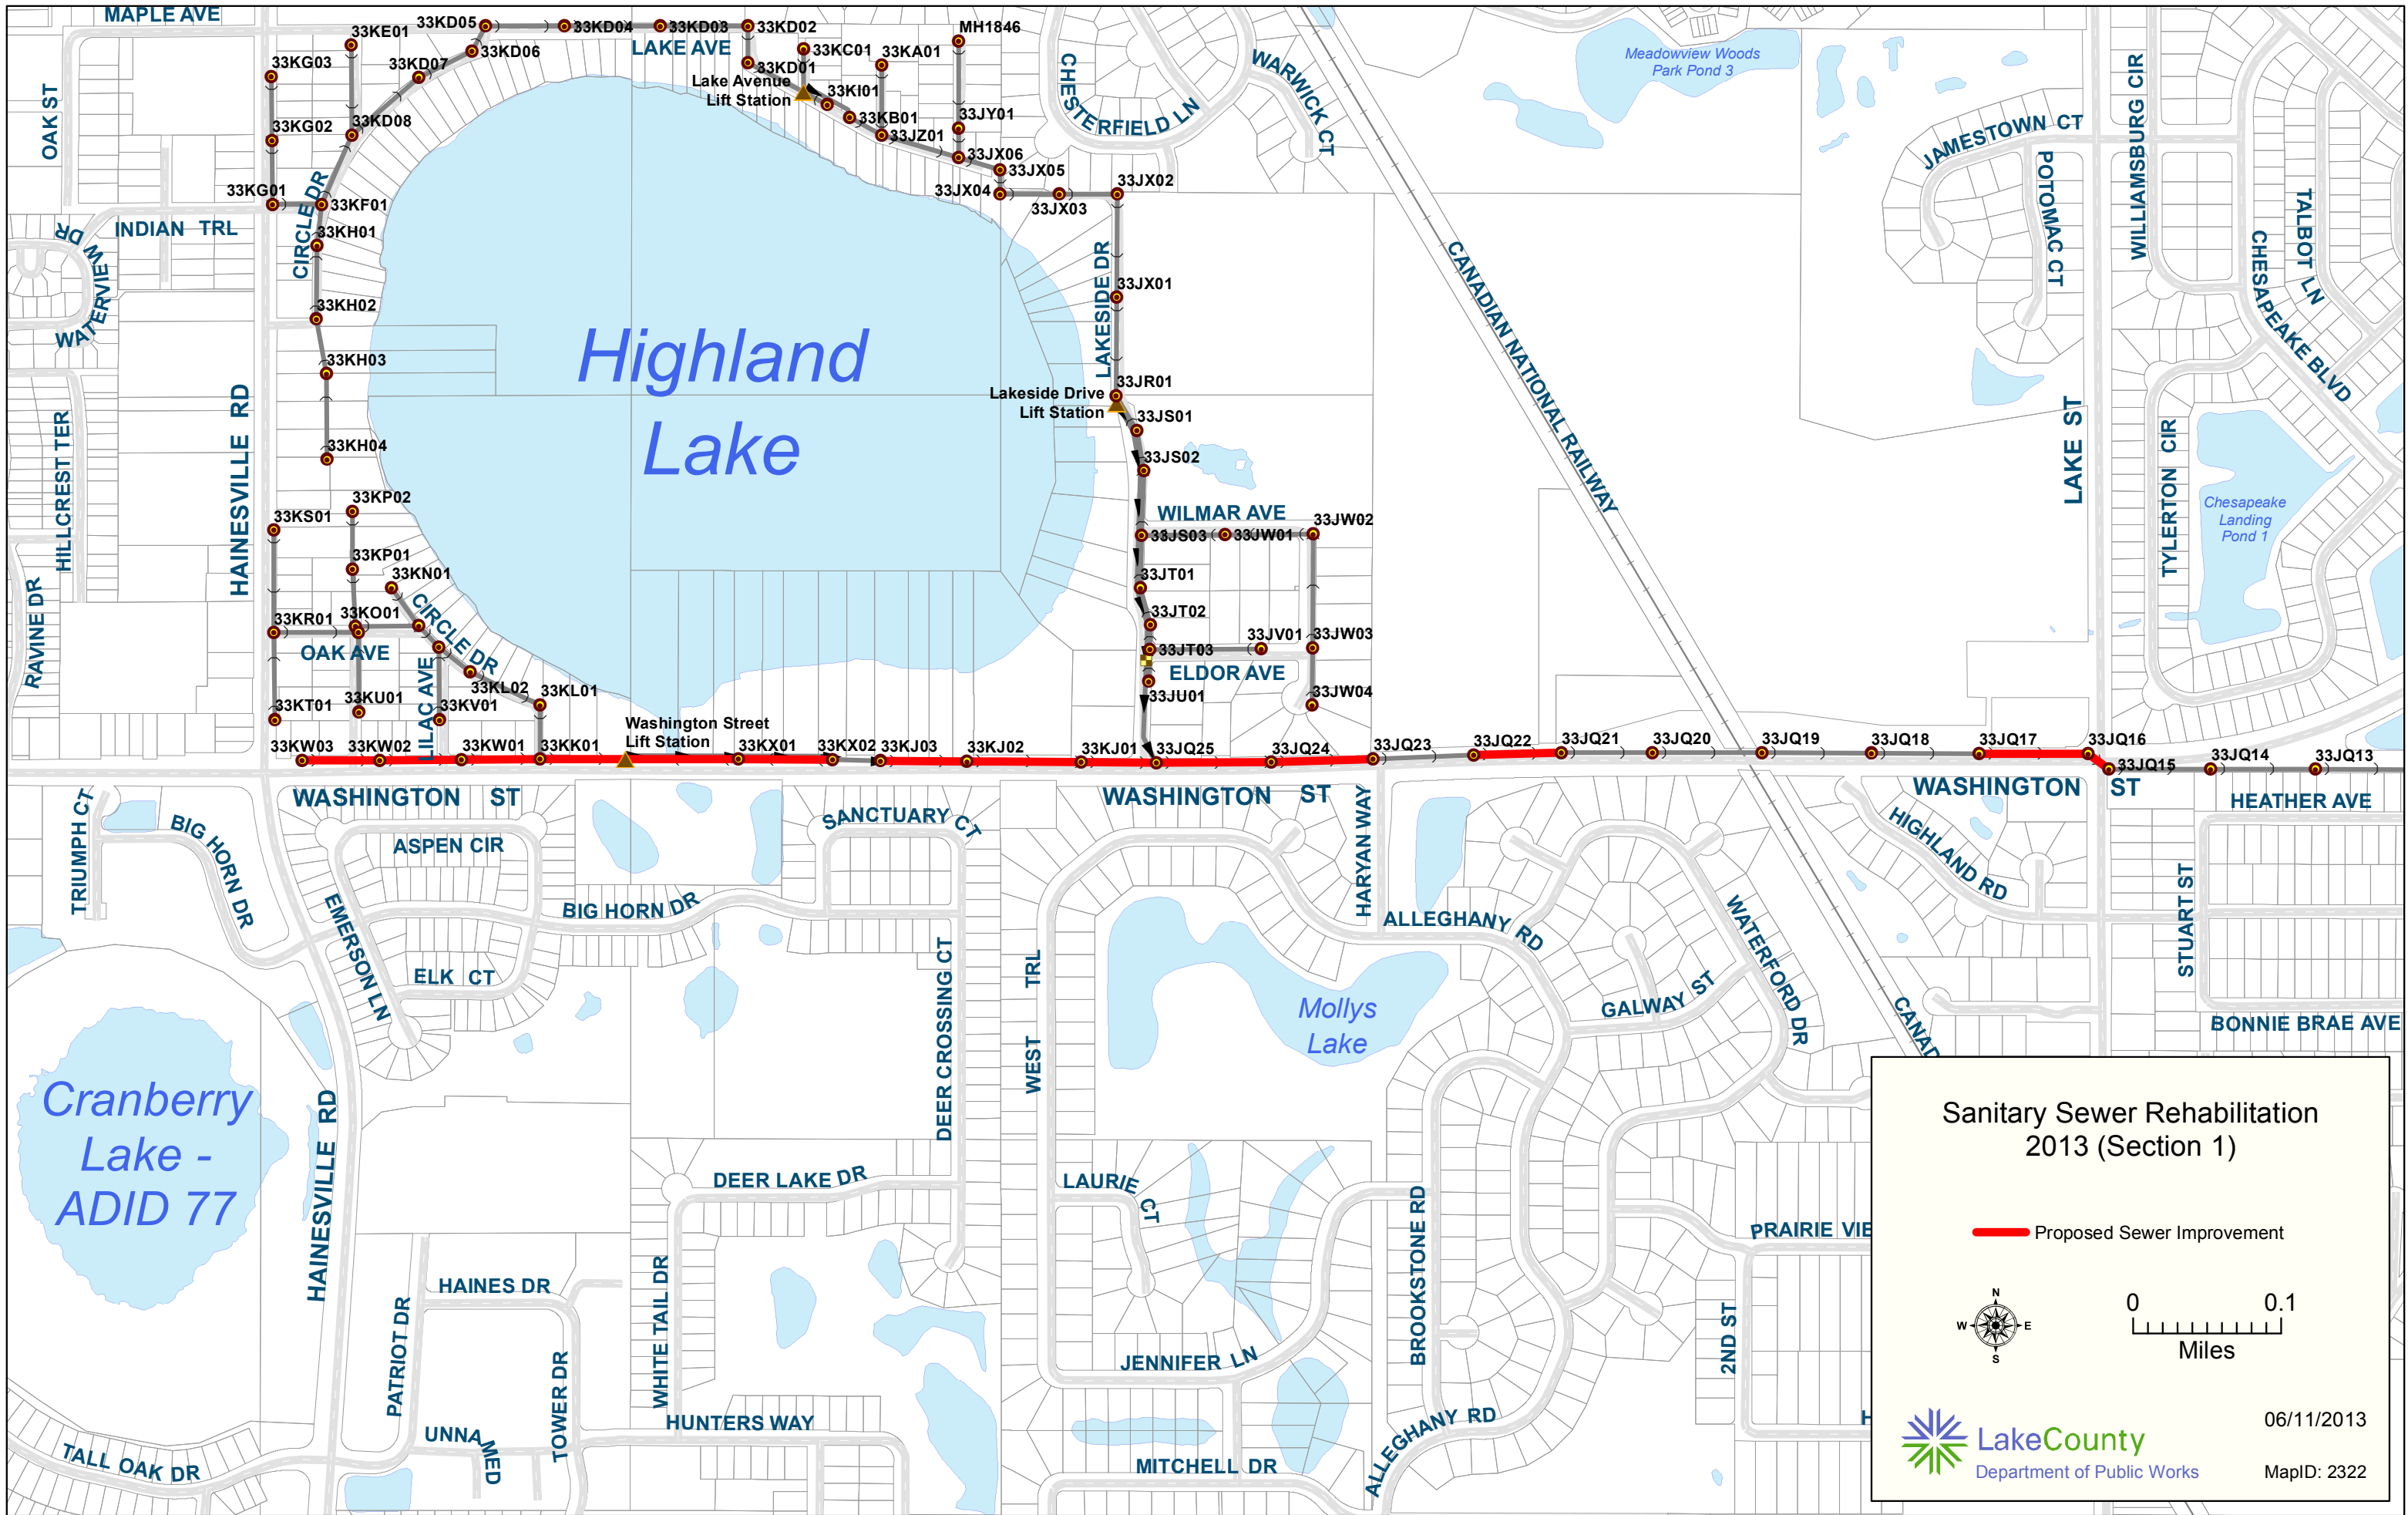 MAPLE AVE
33KD05
33KD04
33KD03
33KD02
MH1846
33KE01
33KD06
LAKE AVE
33KC01
33KA01
33KG03
33KD07
33KD01
Lake Avenue
Lift Station
33KI01
CHESTERFIELD LN
WARWICK CT
Meadowview Woods
Park Pond 3
OAK ST
33KG02
33KD08
33KB01
33JY01
33JZ01
33JX06
33JX05
33KG01
33KF01
33JX04
33JX03
33JX02
JAMESTOWN CT
POTOMAC CT
WILLIAMSBURG CIR
TALBOT LN
CHESAPEAKE BLVD
INDIAN TRL
CIRCLE DR
33KH01
WATERVIEW DR
33KH02
33KH03
33KH04
LAKESIDE DR
33JX01
CANADIAN NATIONAL RAILWAY
Highland
Lake
HAINESVILLE RD
HILLCREST TER
RAVINE DR
33JR01
Lakeside Drive
Lift Station
33JS01
33JS02
LAKE ST
TYLERTON CIR
Chesapeake
Landing
Pond 1
33KP02
33KS01
WILMAR AVE
33JS03
33JW01
33JW02
33KP01
33KN01
33JT01
CIRCLE DR
33KR01
33KO01
33JT02
33JV01
33JW03
OAK AVE
33JT03
ELDOR AVE
LILAC AVE
33KL02
33KL01
33JU01
33JW04
33KT01
33KU01
33KV01
Washington Street
Lift Station
33KW03
33KW02
33KW01
33KK01
33KX01
33KX02
33KJ03
33KJ02
33KJ01
33JQ25
33JQ24
33JQ23
33JQ22
33JQ21
33JQ20
33JQ19
33JQ18
33JQ17
33JQ16
33JQ15
33JQ14
33JQ13
WASHINGTON ST
WASHINGTON ST
WASHINGTON ST
HEATHER AVE
TRIUMPH CT
BIG HORN DR
ASPEN CIR
SANCTUARY CT
HARYAN WAY
HIGHLAND RD
EMERSON LN
BIG HORN DR
ALLEGHANY RD
WATERFORD DR
STUART ST
ELK CT
DEER CROSSING CT
WEST TRL
Mollys
Lake
GALWAY ST
CANAD
BONNIE BRAE AVE
Cranberry
Lake -
ADID 77
HAINESVILLE RD
DEER LAKE DR
LAURIE CT
BROOKSTONE RD
PRAIRIE VIE
HAINES DR
PATRIOT DR
WHITE TAIL DR
TOWER DR
JENNIFER LN
2ND ST
UNNAMED
HUNTERS WAY
ALLEGHANY RD
H
TALL OAK DR
MITCHELL DR
Sanitary Sewer Rehabilitation
2013 (Section 1)
Proposed Sewer Improvement
N
W E
S
0 0.1
Miles
06/11/2013
LakeCounty
Department of Public Works
MapID: 2322